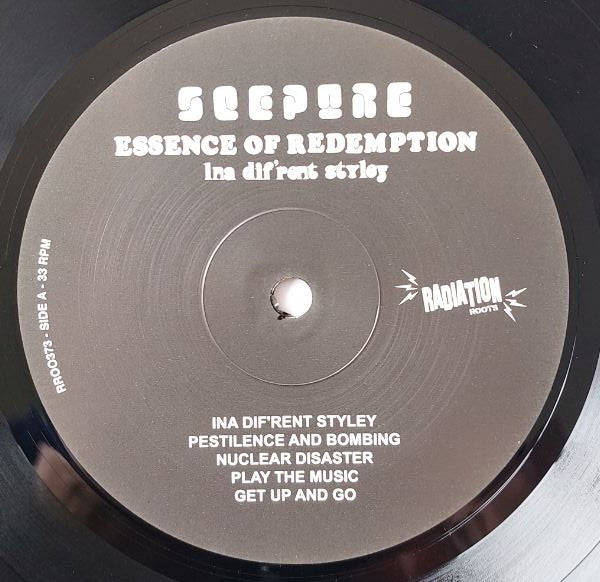 SCEPTRE
ESSENCE OF REDEMPTION
Ina dif'rent styley
RADIATION
ROOTS
RROO373 - SIDE A - 33 RPM
INA DIF'RENT STYLEY
PESTILENCE AND BOMBING
NUCLEAR DISASTER
PLAY THE MUSIC
GET UP AND GO